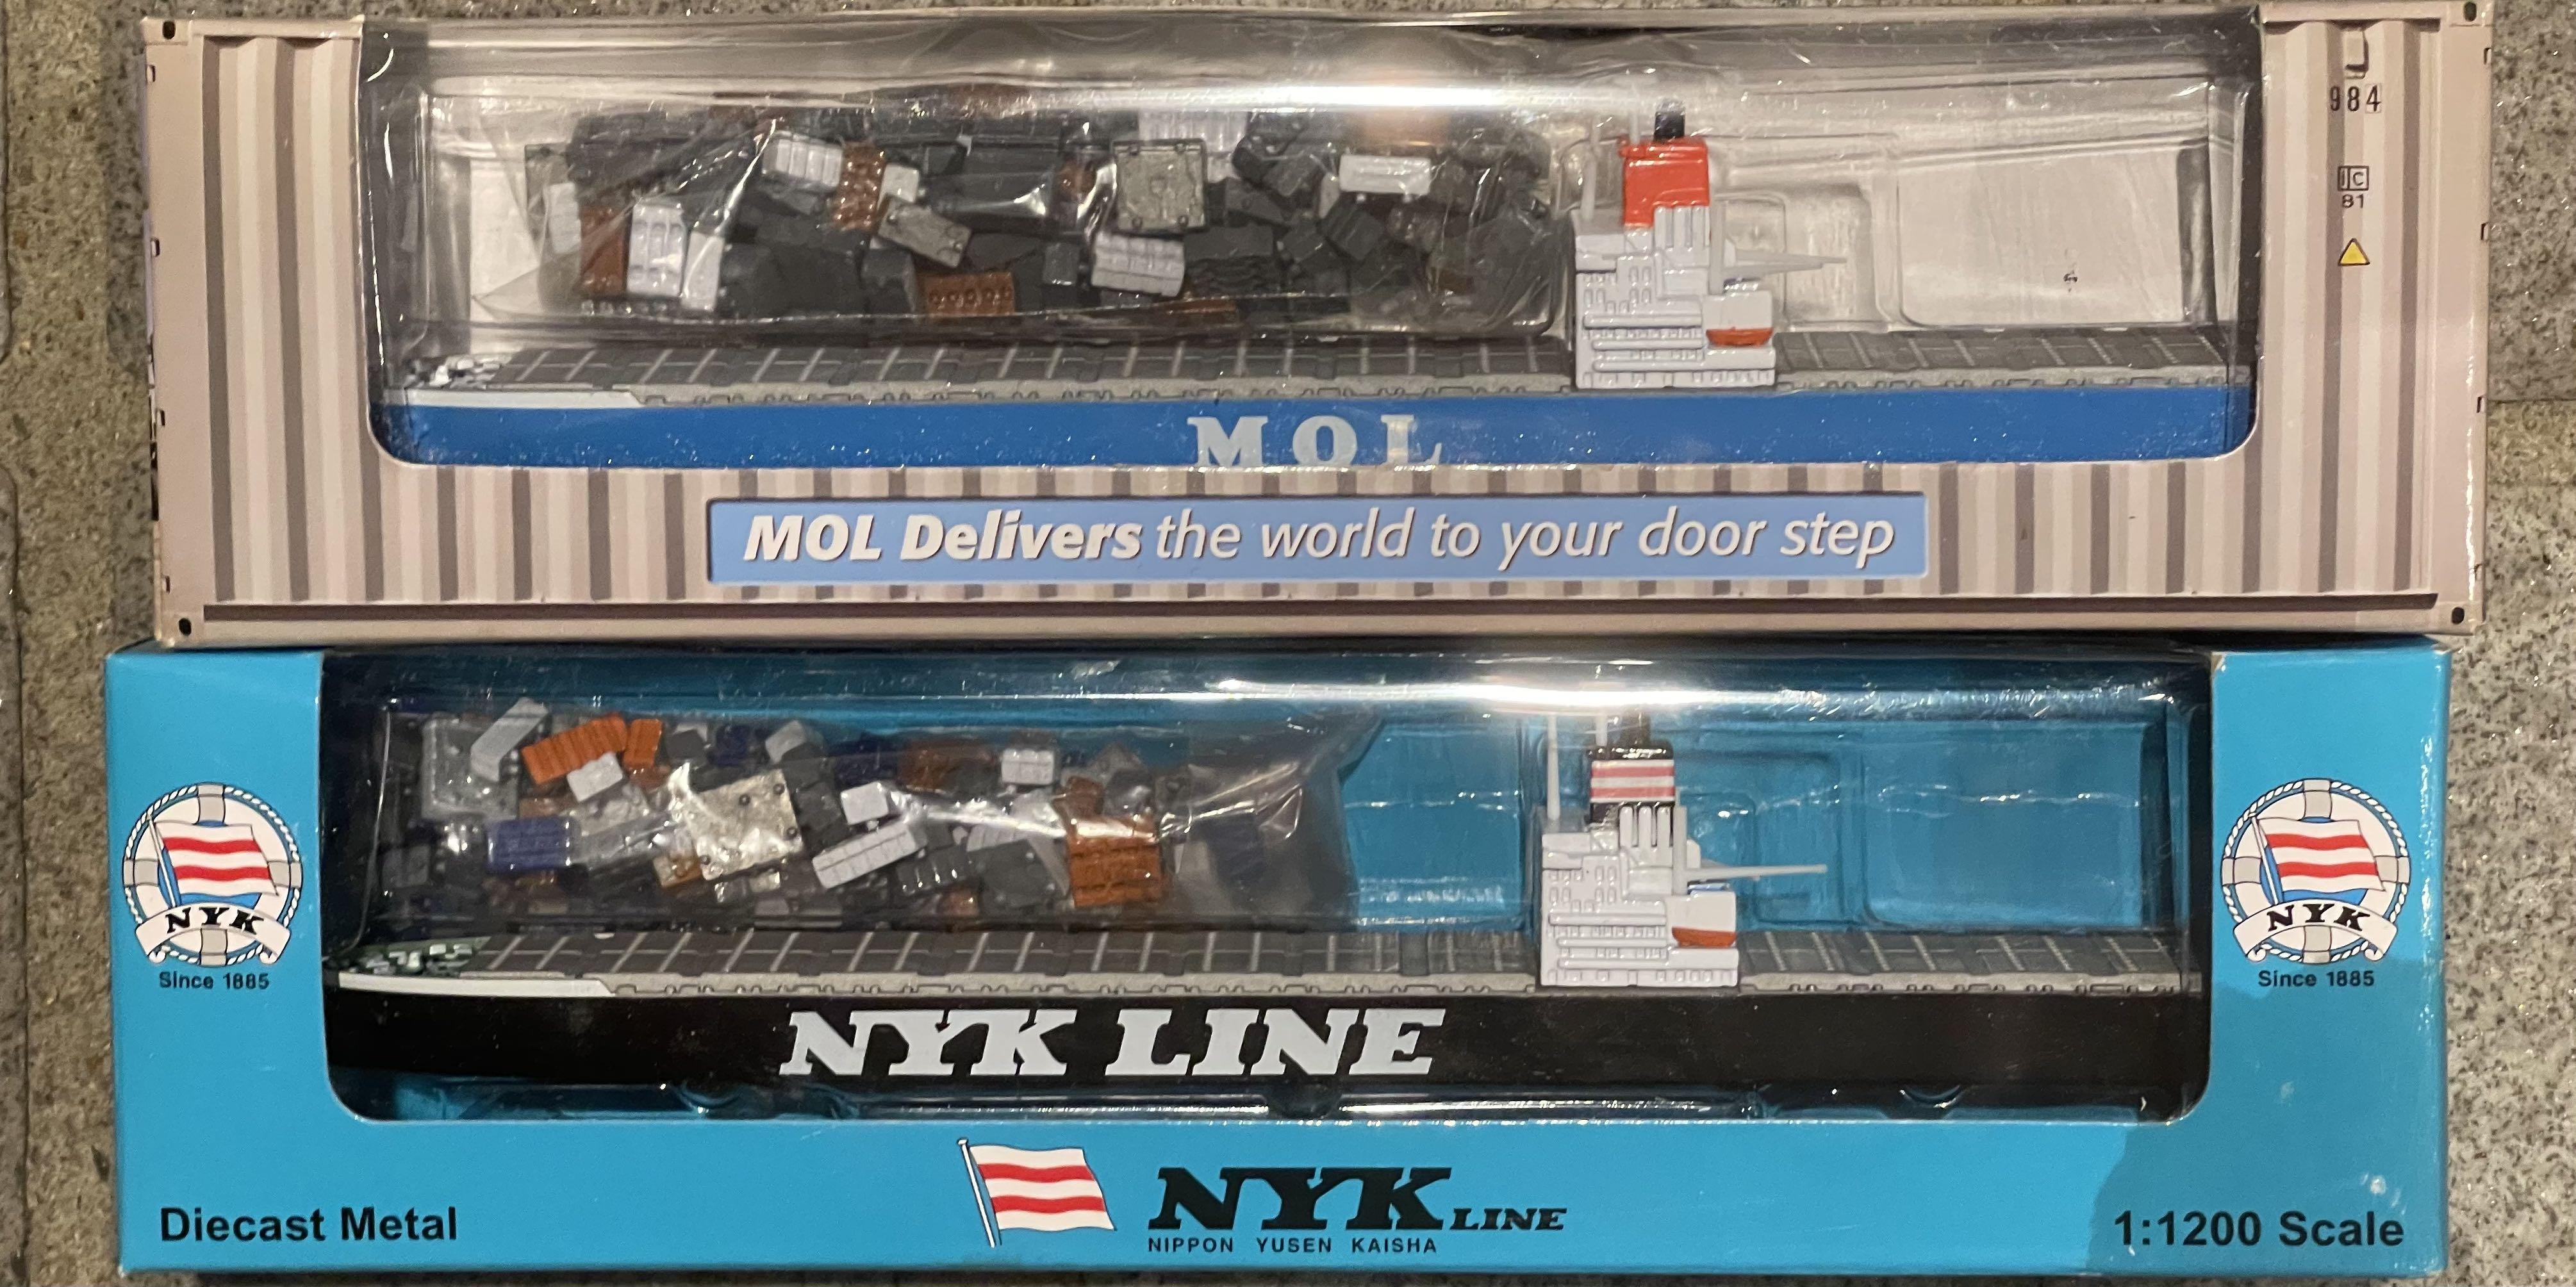 984
IC
81
MOL
MOL Delivers the world to your door step
NYK
Since 1885
NYK
Since 1885
NYK LINE
Diecast Metal
NYK LINE
NIPPON YUSEN KAISHA
1:1200 Scale